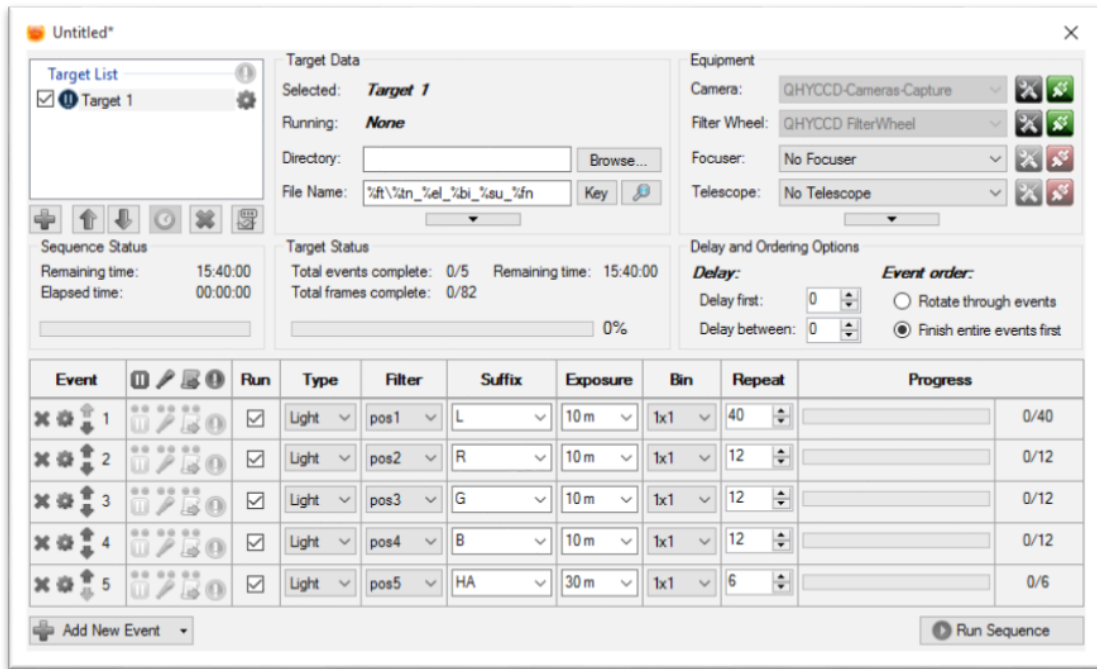 Untitled*
Target List
Target 1
Target Data
Selected: Target 1
Running: None
Directory: Browse...
File Name: %ft\%tn_%el_%bi_%su_%fn Key
Equipment
Camera: QHYCCD-Cameras-Capture
Filter Wheel: QHYCCD FilterWheel
Focuser: No Focuser
Telescope: No Telescope
Sequence Status
Remaining time: 15:40:00
Elapsed time: 00:00:00
Target Status
Total events complete: 0/5 Remaining time: 15:40:00
Total frames complete: 0/82
0%
Delay and Ordering Options
Delay: Event order:
Delay first: 0 Rotate through events
Delay between: 0 Finish entire events first
Event Run Type Filter Suffix Exposure Bin Repeat Progress
1 Light pos1 L 10 m 1x1 40 0/40
2 Light pos2 R 10 m 1x1 12 0/12
3 Light pos3 G 10 m 1x1 12 0/12
4 Light pos4 B 10 m 1x1 12 0/12
5 Light pos5 HA 30 m 1x1 6 0/6
Add New Event Run Sequence